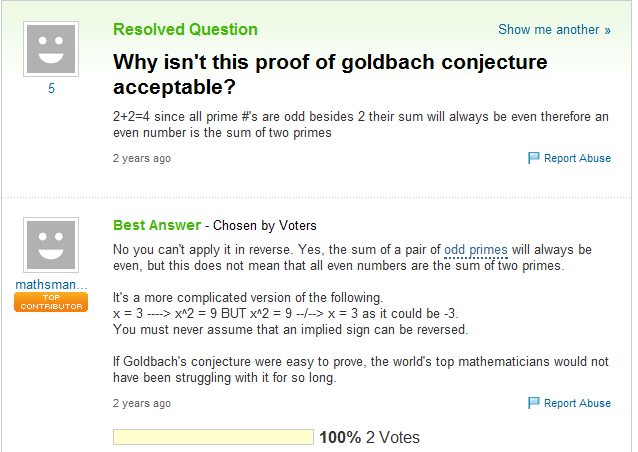 Resolved Question
Show me another »
Why isn't this proof of goldbach conjecture
acceptable?
5
2+2=4 since all prime #'s are odd besides 2 their sum will always be even therefore an
even number is the sum of two primes
2 years ago
Report Abuse
Best Answer - Chosen by Voters
No you can't apply it in reverse. Yes, the sum of a pair of odd primes will always be
even, but this does not mean that all even numbers are the sum of two primes.
mathsman...
TOP
CONTRIBUTOR
It's a more complicated version of the following.
x = 3 ----> x^2 = 9 BUT x^2 = 9 --/--> x = 3 as it could be -3.
You must never assume that an implied sign can be reversed.
If Goldbach's conjecture were easy to prove, the world's top mathematicians would not
have been struggling with it for so long.
2 years ago
Report Abuse
100% 2 Votes